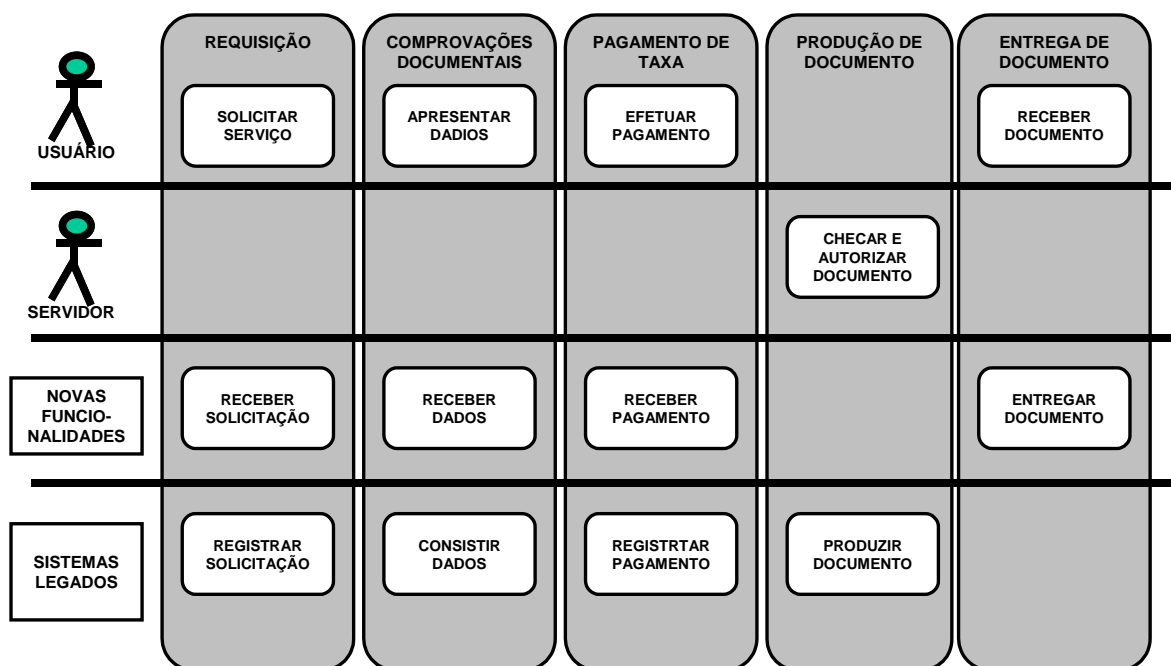 REQUISIÇÃO
COMPROVAÇÕES
DOCUMENTAIS
PAGAMENTO DE
TAXA
PRODUÇÃO DE
DOCUMENTO
ENTREGA DE
DOCUMENTO
USUÁRIO
SOLICITAR
SERVIÇO
APRESENTAR
DADIOS
EFETUAR
PAGAMENTO
RECEBER
DOCUMENTO
SERVIDOR
CHECAR E
AUTORIZAR
DOCUMENTO
NOVAS
FUNCIO-
NALIDADES
RECEBER
SOLICITAÇÃO
RECEBER
DADOS
RECEBER
PAGAMENTO
ENTREGAR
DOCUMENTO
SISTEMAS
LEGADOS
REGISTRAR
SOLICITAÇÃO
CONSISTIR
DADOS
REGISTRTAR
PAGAMENTO
PRODUZIR
DOCUMENTO